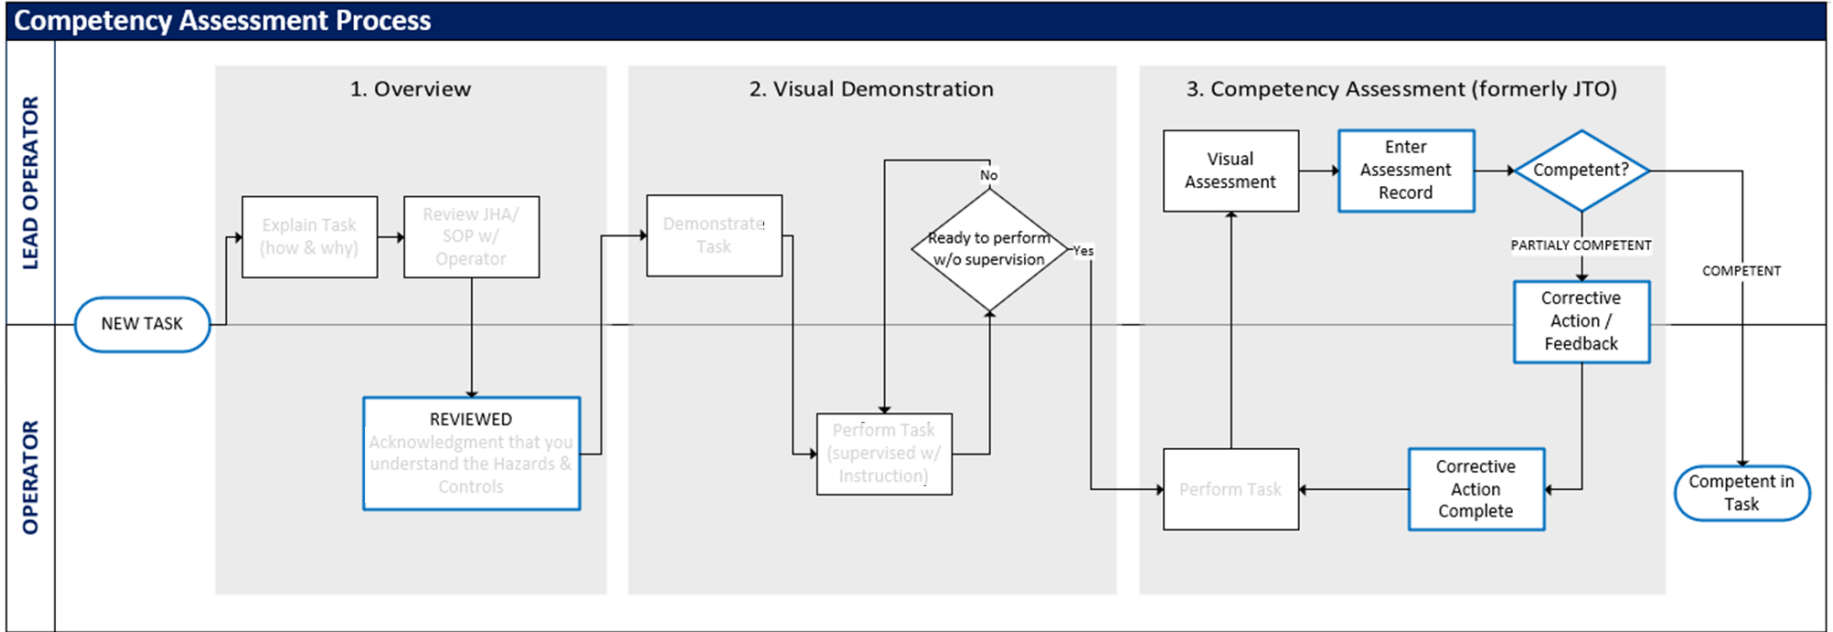 Competency Assessment Process
LEAD OPERATOR
OPERATOR
NEW TASK
1. Overview
Explain Task
(how & why)
Review JHA/
SOP w/
Operator
REVIEWED
Acknowledgment that you
understand the Hazards &
Controls
2. Visual Demonstration
Demonstrate
Task
Perform Task
(supervised w/
Instruction)
No
Ready to perform
w/o supervision
Yes
3. Competency Assessment (formerly JTO)
Visual
Assessment
Enter
Assessment
Record
Competent?
PARTIALY COMPETENT
COMPETENT
Corrective
Action /
Feedback
Corrective
Action
Complete
Perform Task
Competent in
Task